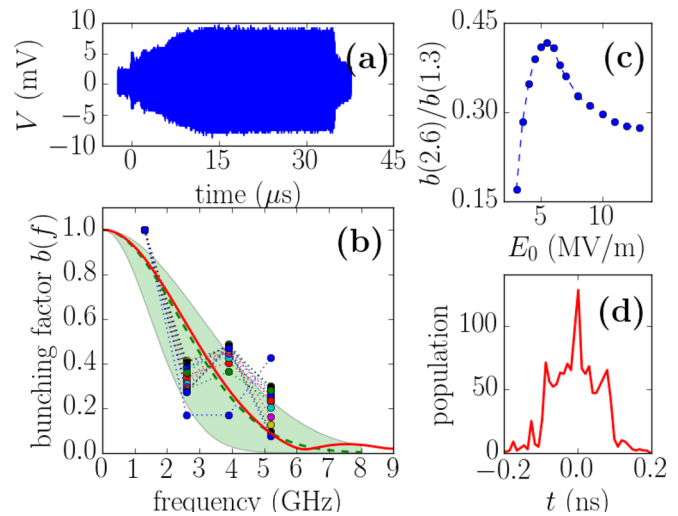 10
5
0
−5
−10
V (mV)
(a)
0 15 30 45
time (μs)
0.45
0.30
0.15
b(2.6)/b(1.3)
(c)
5 10
E₀ (MV/m)
1.0
0.8
0.6
0.4
0.2
0.0
bunching factor b(f)
(b)
0 1 2 3 4 5 6 7 8 9
frequency (GHz)
100
50
0
population
(d)
−0.2 0.0 0.2
t (ns)